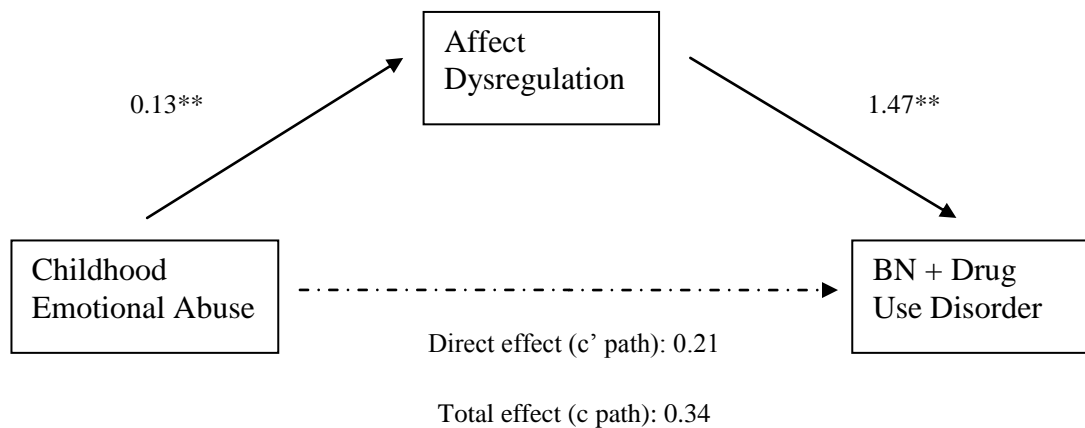 Affect
Dysregulation
0.13**
1.47**
Childhood
Emotional Abuse
BN + Drug
Use Disorder
Direct effect (c’ path): 0.21
Total effect (c path): 0.34